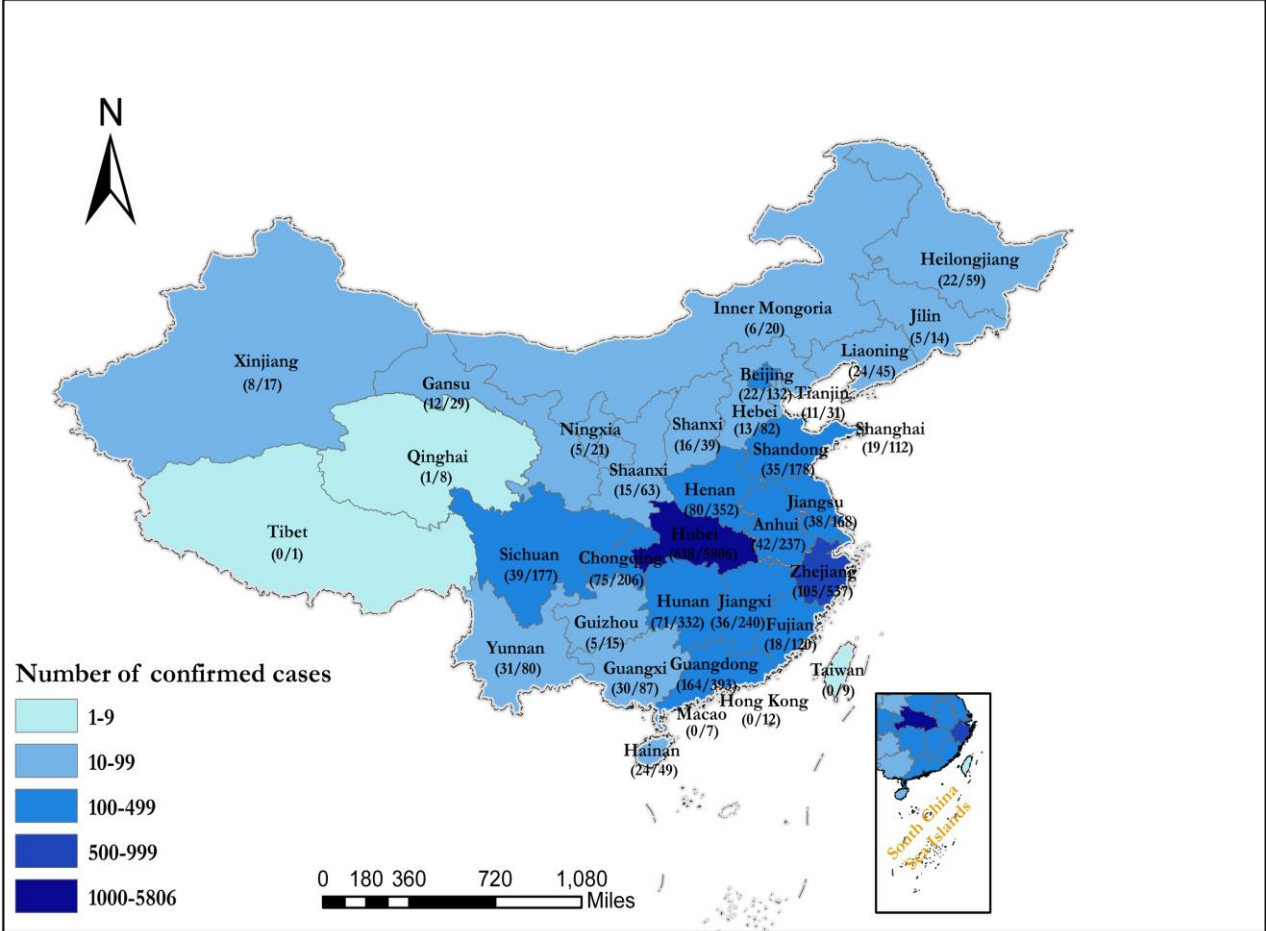 N
Heilongjiang
(22/59)
Inner Mongoria
(6/20)
Jilin
(5/14)
Liaoning
(24/45)
Xinjiang
(8/17)
Beijing
(22/132)
Gansu
(12/29)
Tianjin
(11/31)
Hebei
(13/82)
Shanxi
(16/39)
Ningxia
(5/21)
Shanghai
(19/112)
Shandong
(35/178)
Qinghai
(1/8)
Shaanxi
(15/63)
Henan
(80/352)
Jiangsu
(38/168)
Anhui
(42/237)
Tibet
(0/1)
Hubei
(618/5806)
Sichuan
(39/177)
Chongqing
(75/206)
Zhejiang
(105/537)
Hunan
(71/332)
Jiangxi
(36/240)
Guizhou
(5/15)
Fujian
(18/120)
Yunnan
(31/80)
Guangxi
(30/87)
Guangdong
(164/393)
Taiwan
(0/9)
Hong Kong
(0/12)
Macao
(0/7)
Hainan
(24/49)
Number of confirmed cases
1-9
10-99
100-499
500-999
1000-5806
0 180 360 720 1,080
Miles
South China
Sea Islands